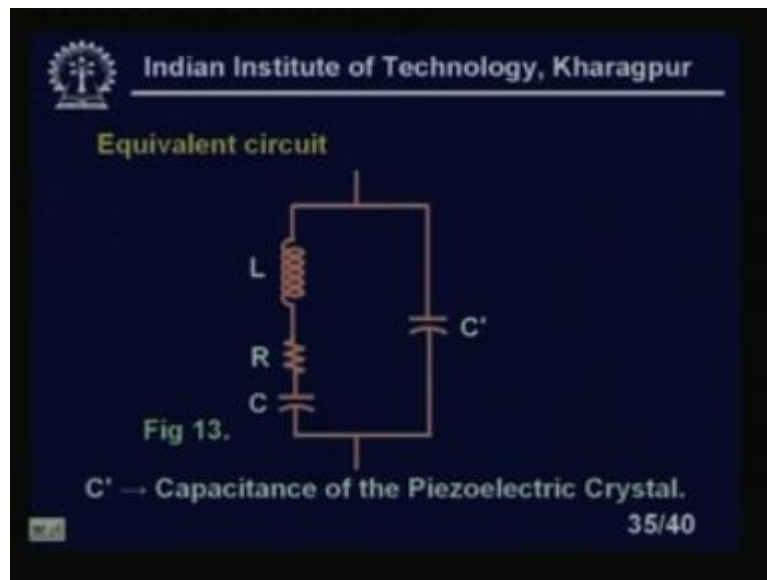 Indian Institute of Technology, Kharagpur
Equivalent circuit
L
C'
R
C
Fig 13.
C' → Capacitance of the Piezoelectric Crystal.
35/40